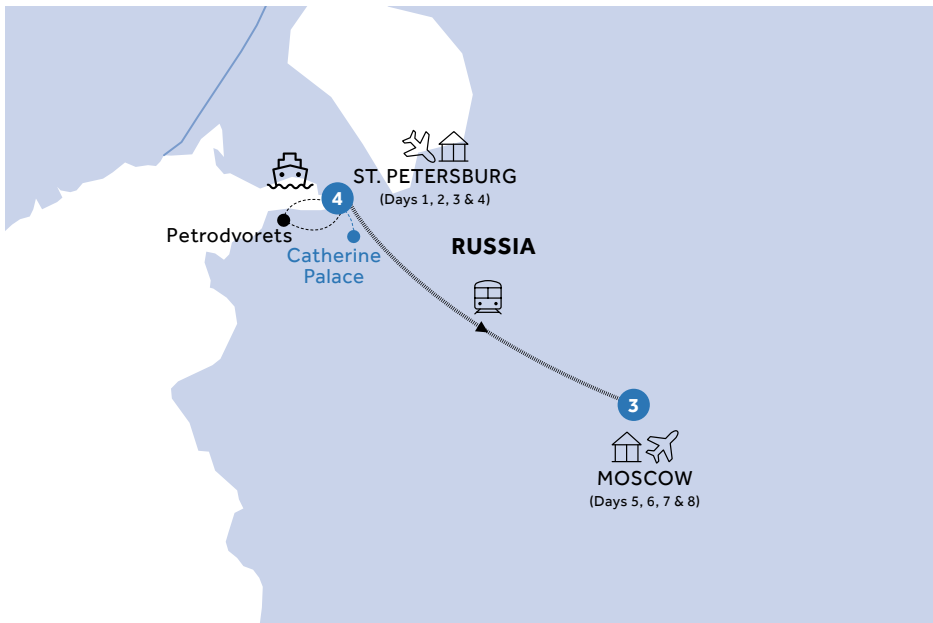 ST. PETERSBURG
(Days 1, 2, 3 & 4)
4
Petrodvorets
Catherine
Palace
RUSSIA
3
MOSCOW
(Days 5, 6, 7 & 8)